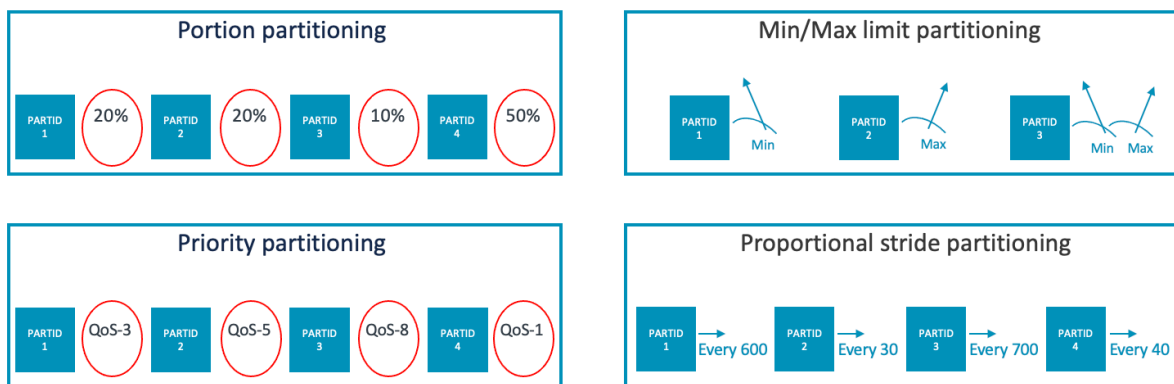 Portion partitioning
PARTID
1
20%
PARTID
2
20%
PARTID
3
10%
PARTID
4
50%
Min/Max limit partitioning
PARTID
1
Min
PARTID
2
Max
PARTID
3
Min
Max
Priority partitioning
PARTID
1
QoS-3
PARTID
2
QoS-5
PARTID
3
QoS-8
PARTID
4
QoS-1
Proportional stride partitioning
PARTID
1
Every 600
PARTID
2
Every 30
PARTID
3
Every 700
PARTID
4
Every 40